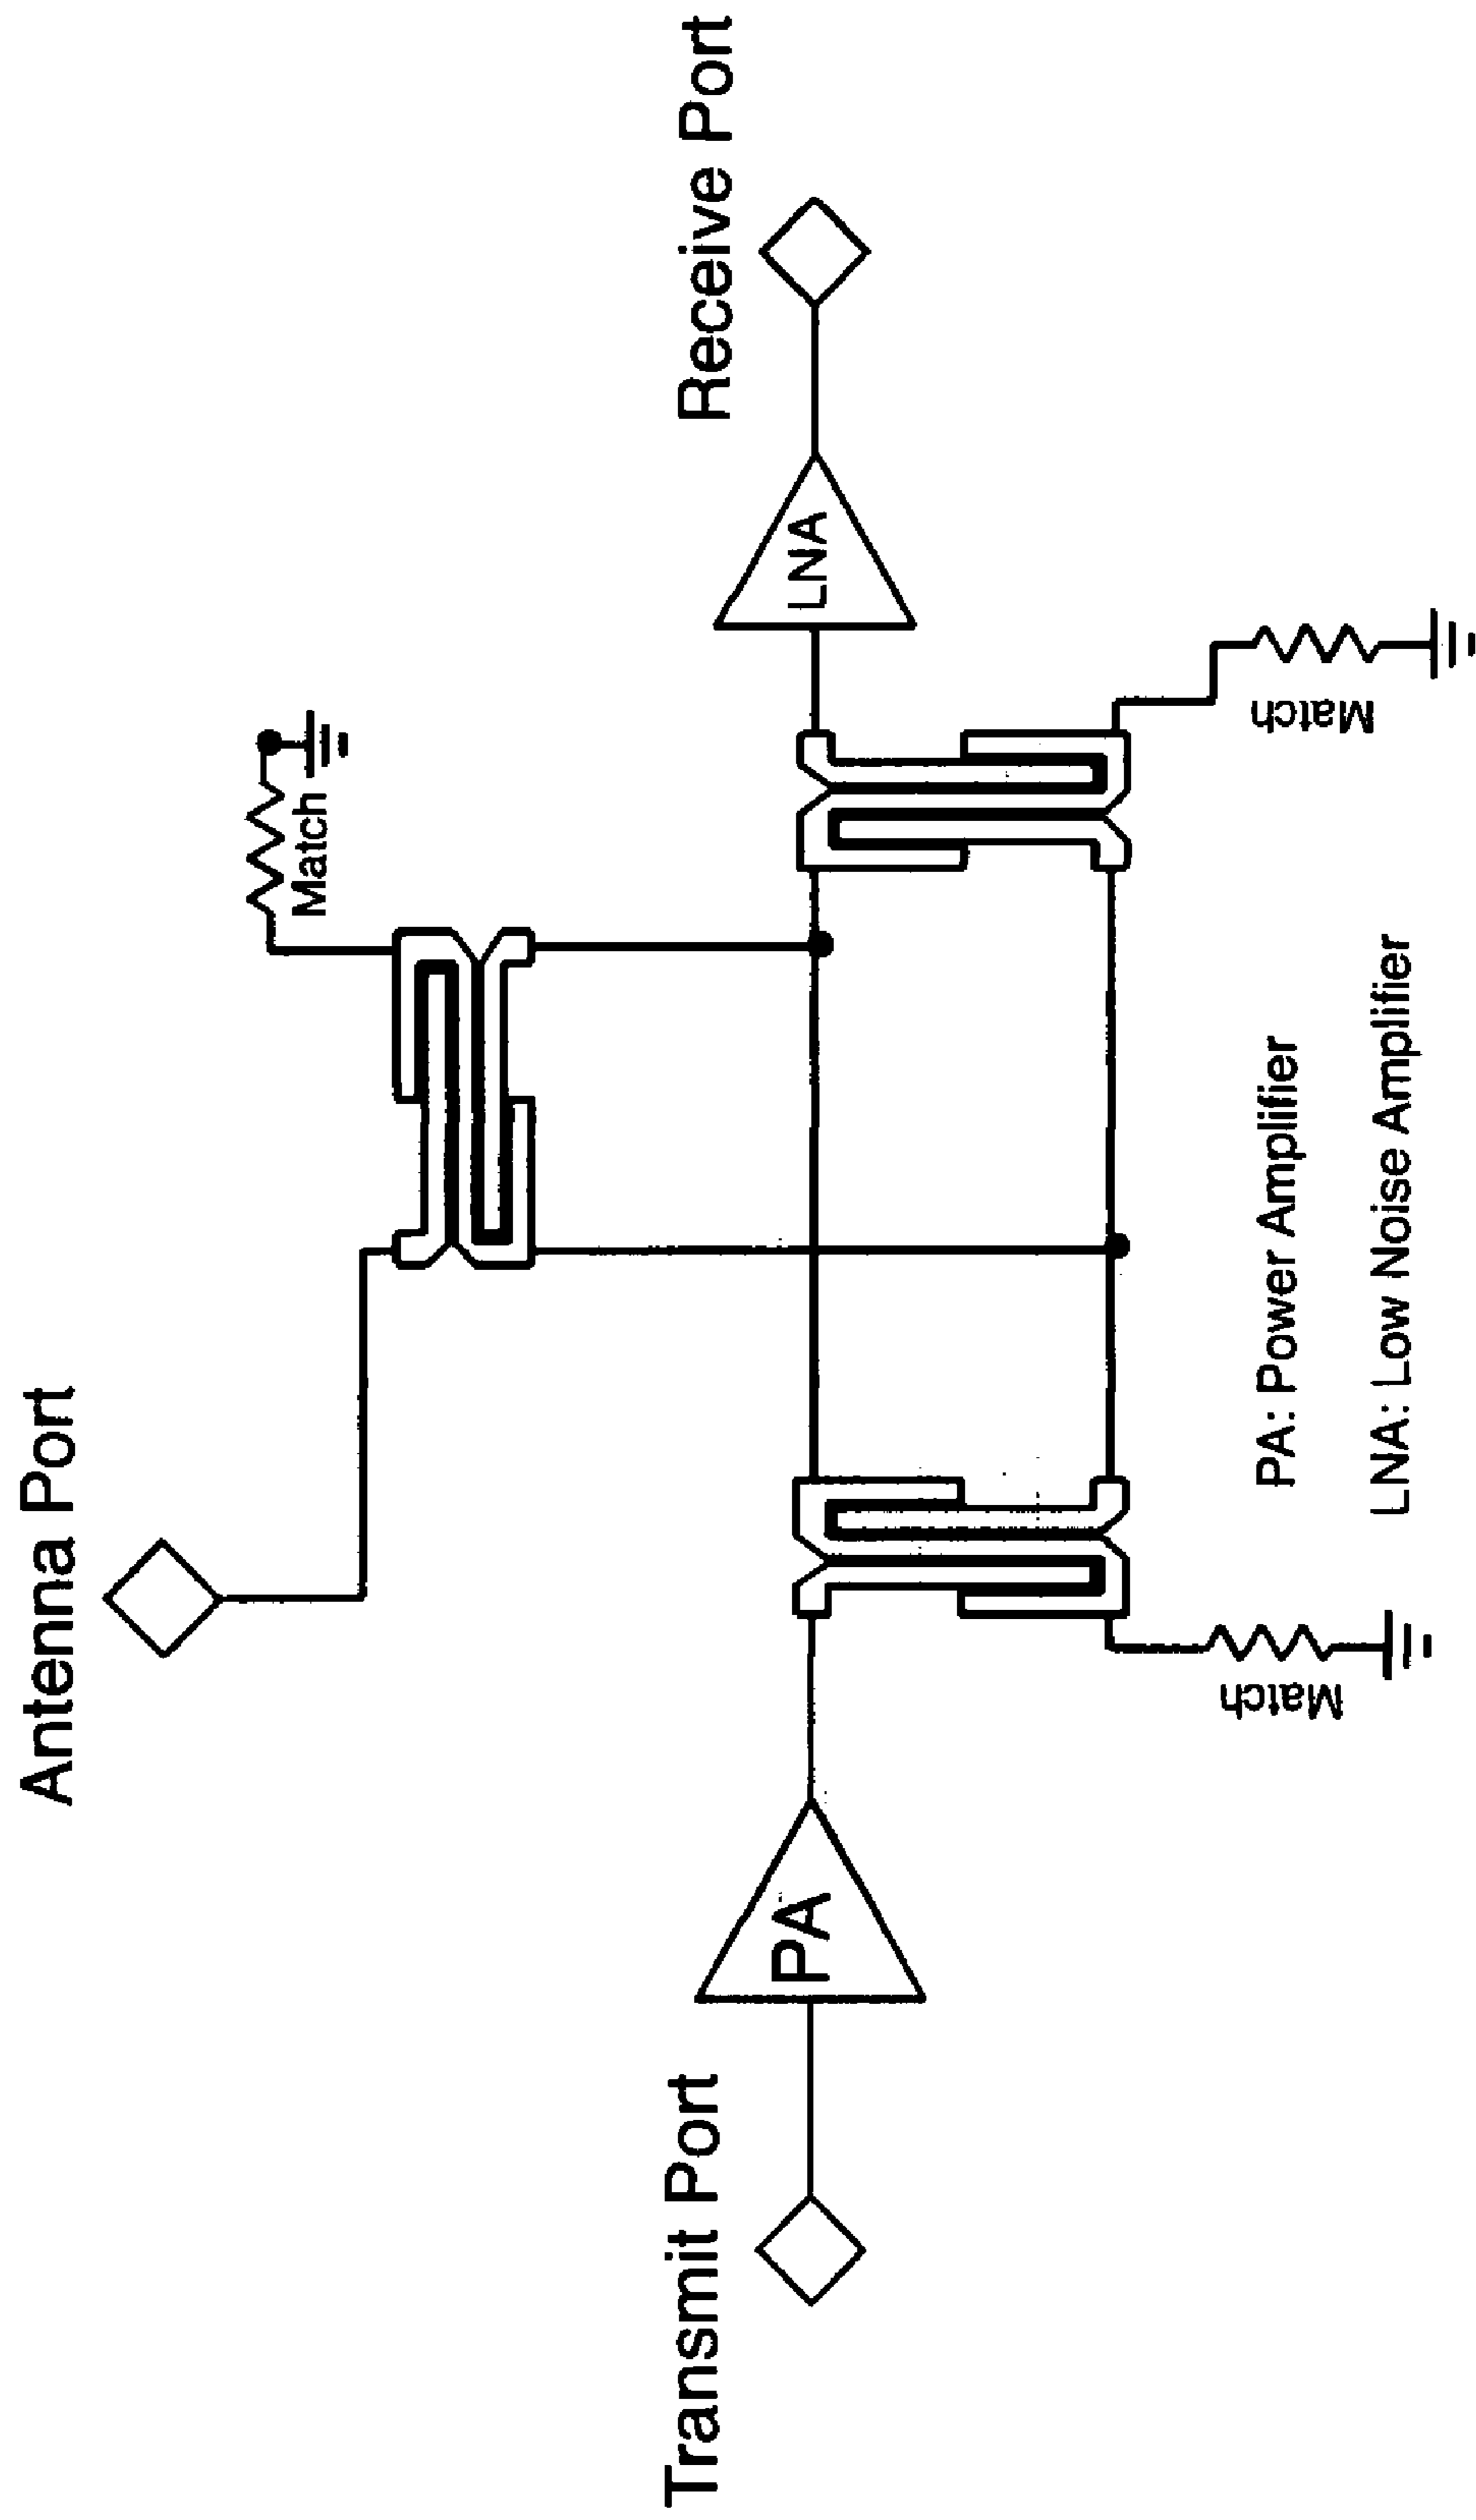 Antenna Port
Match
Transmit Port
PA
LNA
Receive Port
Match
Match
PA: Power Amplifier
LNA: Low Noise Amplifier